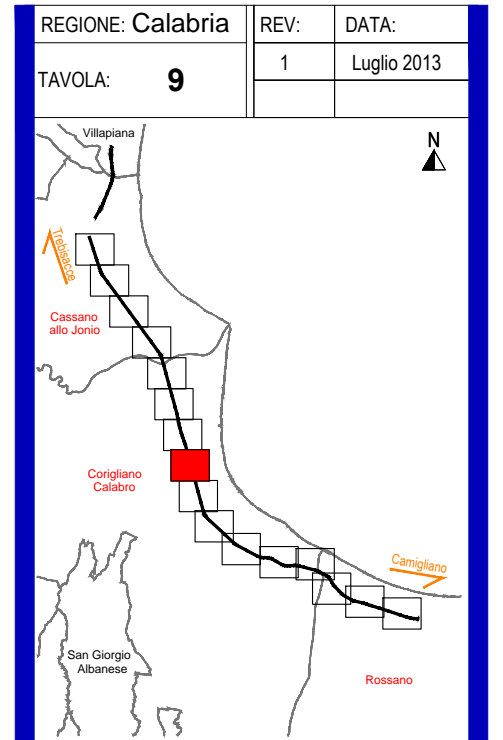 REGIONE: Calabria
REV:
DATA:
TAVOLA: 9
1
Luglio 2013
Villapiana
N
Trebisacce
Cassano
allo Jonio
Corigliano
Calabro
Camigliano
San Giorgio
Albanese
Rossano